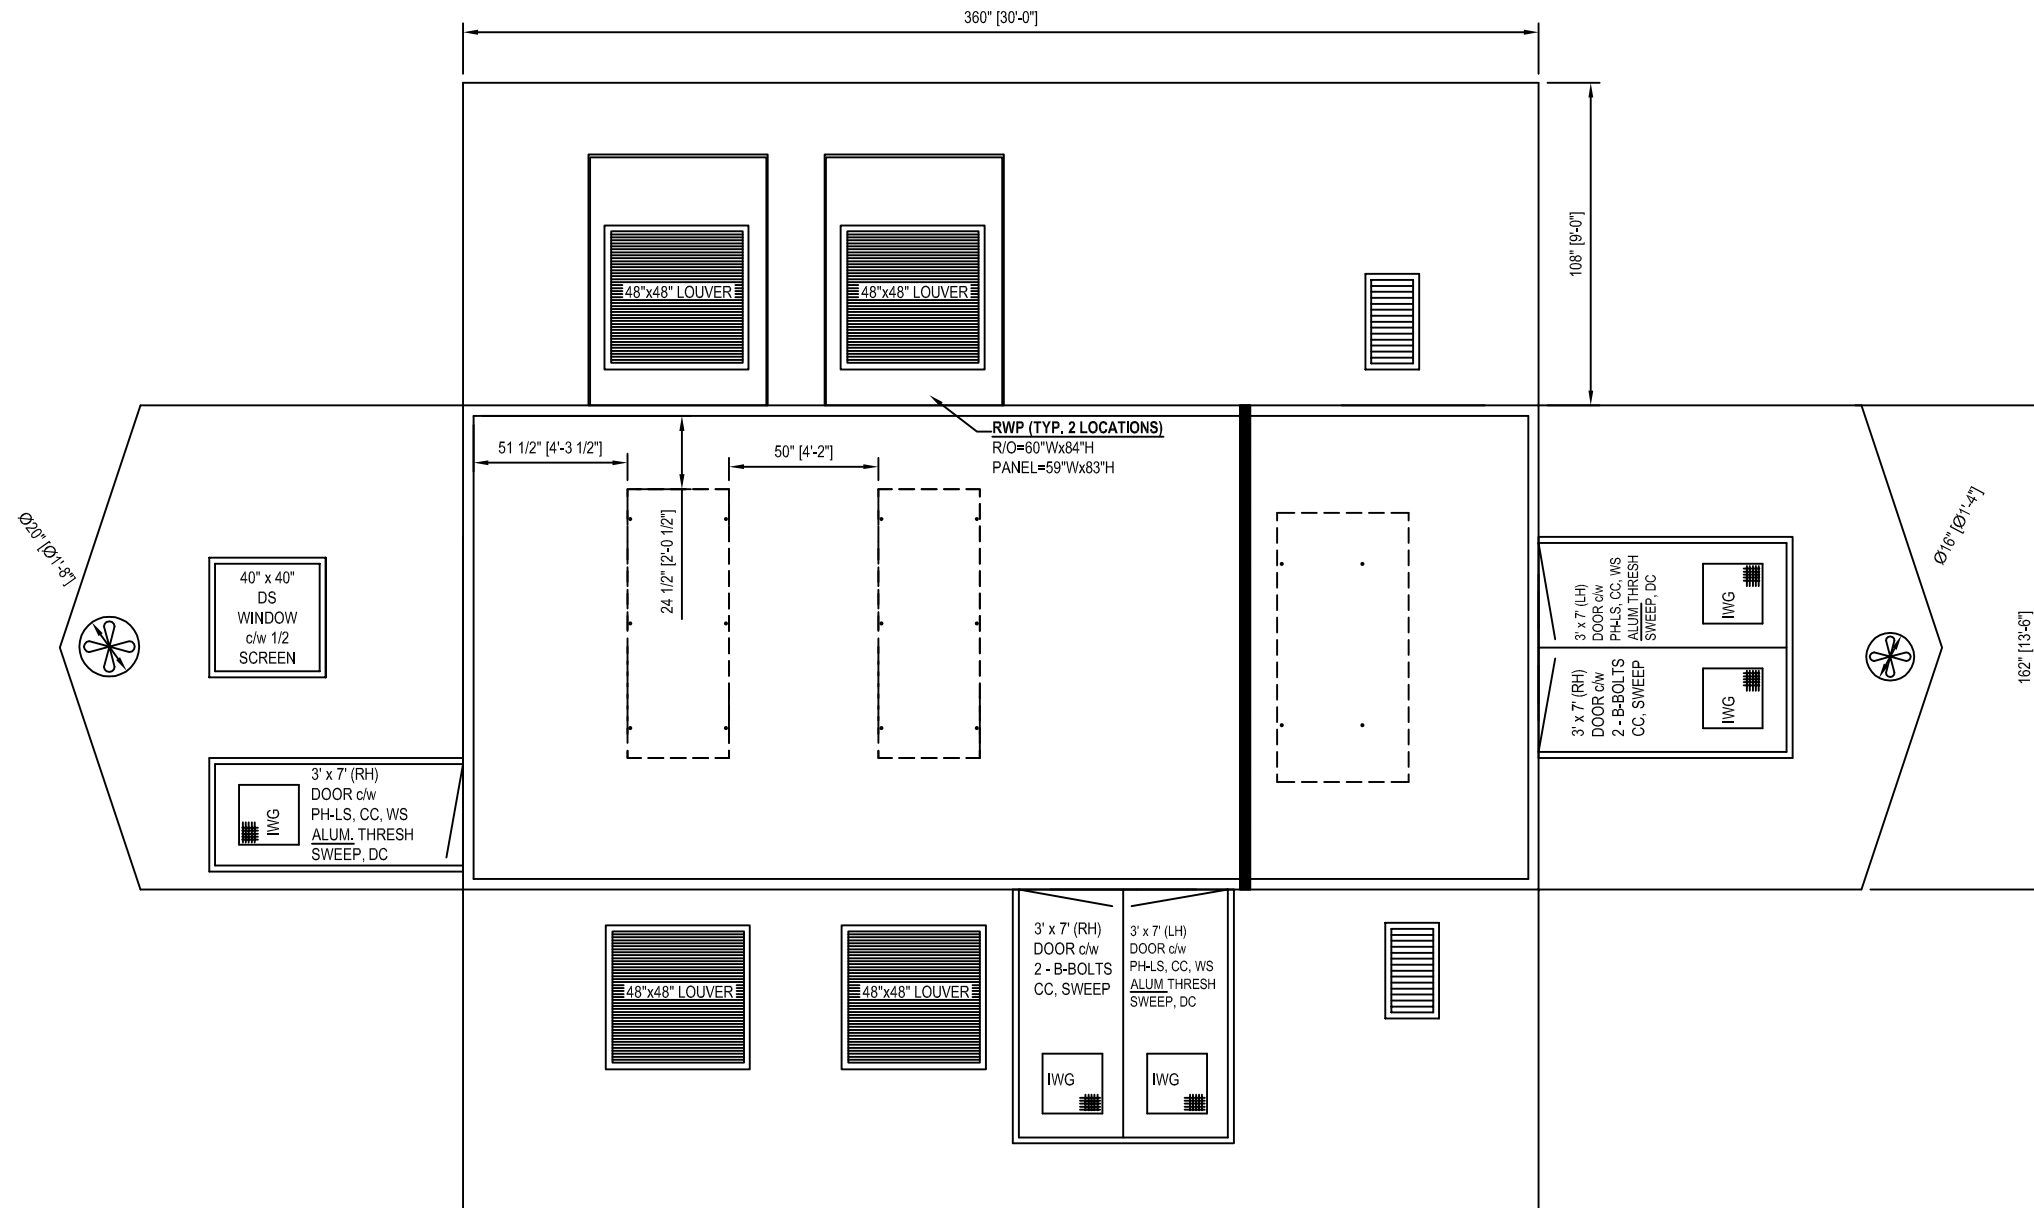 360" [30'-0"]
108" [9'-0"]
48"x48" LOUVER
48"x48" LOUVER
RWP (TYP. 2 LOCATIONS)
R/O=60"Wx84"H
PANEL=59"Wx83"H
51 1/2" [4'-3 1/2"]
50" [4'-2"]
24 1/2" [2'-0 1/2"]
Ø20" [Ø1'-8"]
40" x 40"
DS
WINDOW
c/w 1/2
SCREEN
3' x 7' (RH)
DOOR c/w
PH-LS, CC, WS
ALUM. THRESH
SWEEP, DC
IWG
3' x 7' (LH)
DOOR c/w
PH-LS, CC, WS
ALUM THRESH
SWEEP, DC
IWG
3' x 7' (RH)
DOOR c/w
2 - B-BOLTS
CC, SWEEP
IWG
Ø16" [Ø1'-4"]
162" [13'-6"]
48"x48" LOUVER
48"x48" LOUVER
3' x 7' (RH)
DOOR c/w
2 - B-BOLTS
CC, SWEEP
IWG
3' x 7' (LH)
DOOR c/w
PH-LS, CC, WS
ALUM THRESH
SWEEP, DC
IWG